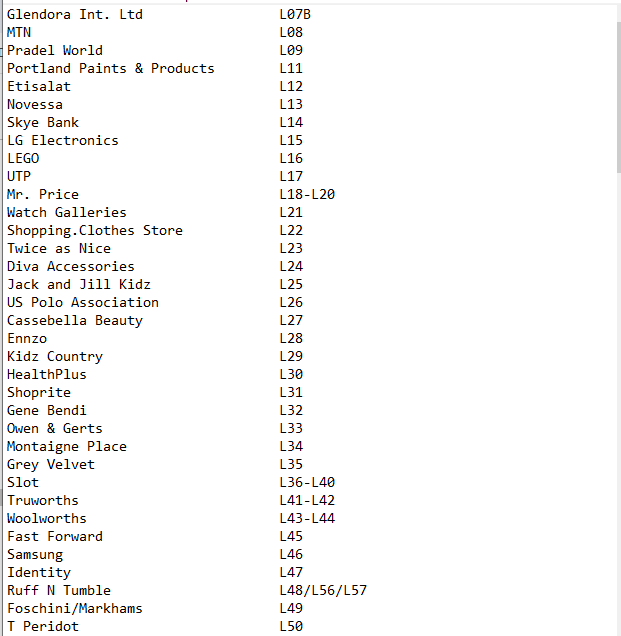 Glendora Int. Ltd L07B
MTN L08
Pradel World L09
Portland Paints & Products L11
Etisalat L12
Novessa L13
Skye Bank L14
LG Electronics L15
LEGO L16
UTP L17
Mr. Price L18-L20
Watch Galleries L21
Shopping.Clothes Store L22
Twice as Nice L23
Diva Accessories L24
Jack and Jill Kidz L25
US Polo Association L26
Cassebella Beauty L27
Ennzo L28
Kidz Country L29
HealthPlus L30
Shoprite L31
Gene Bendi L32
Owen & Gerts L33
Montaigne Place L34
Grey Velvet L35
Slot L36-L40
Truworths L41-L42
Woolworths L43-L44
Fast Forward L45
Samsung L46
Identity L47
Ruff N Tumble L48/L56/L57
Foschini/Markhams L49
T Peridot L50